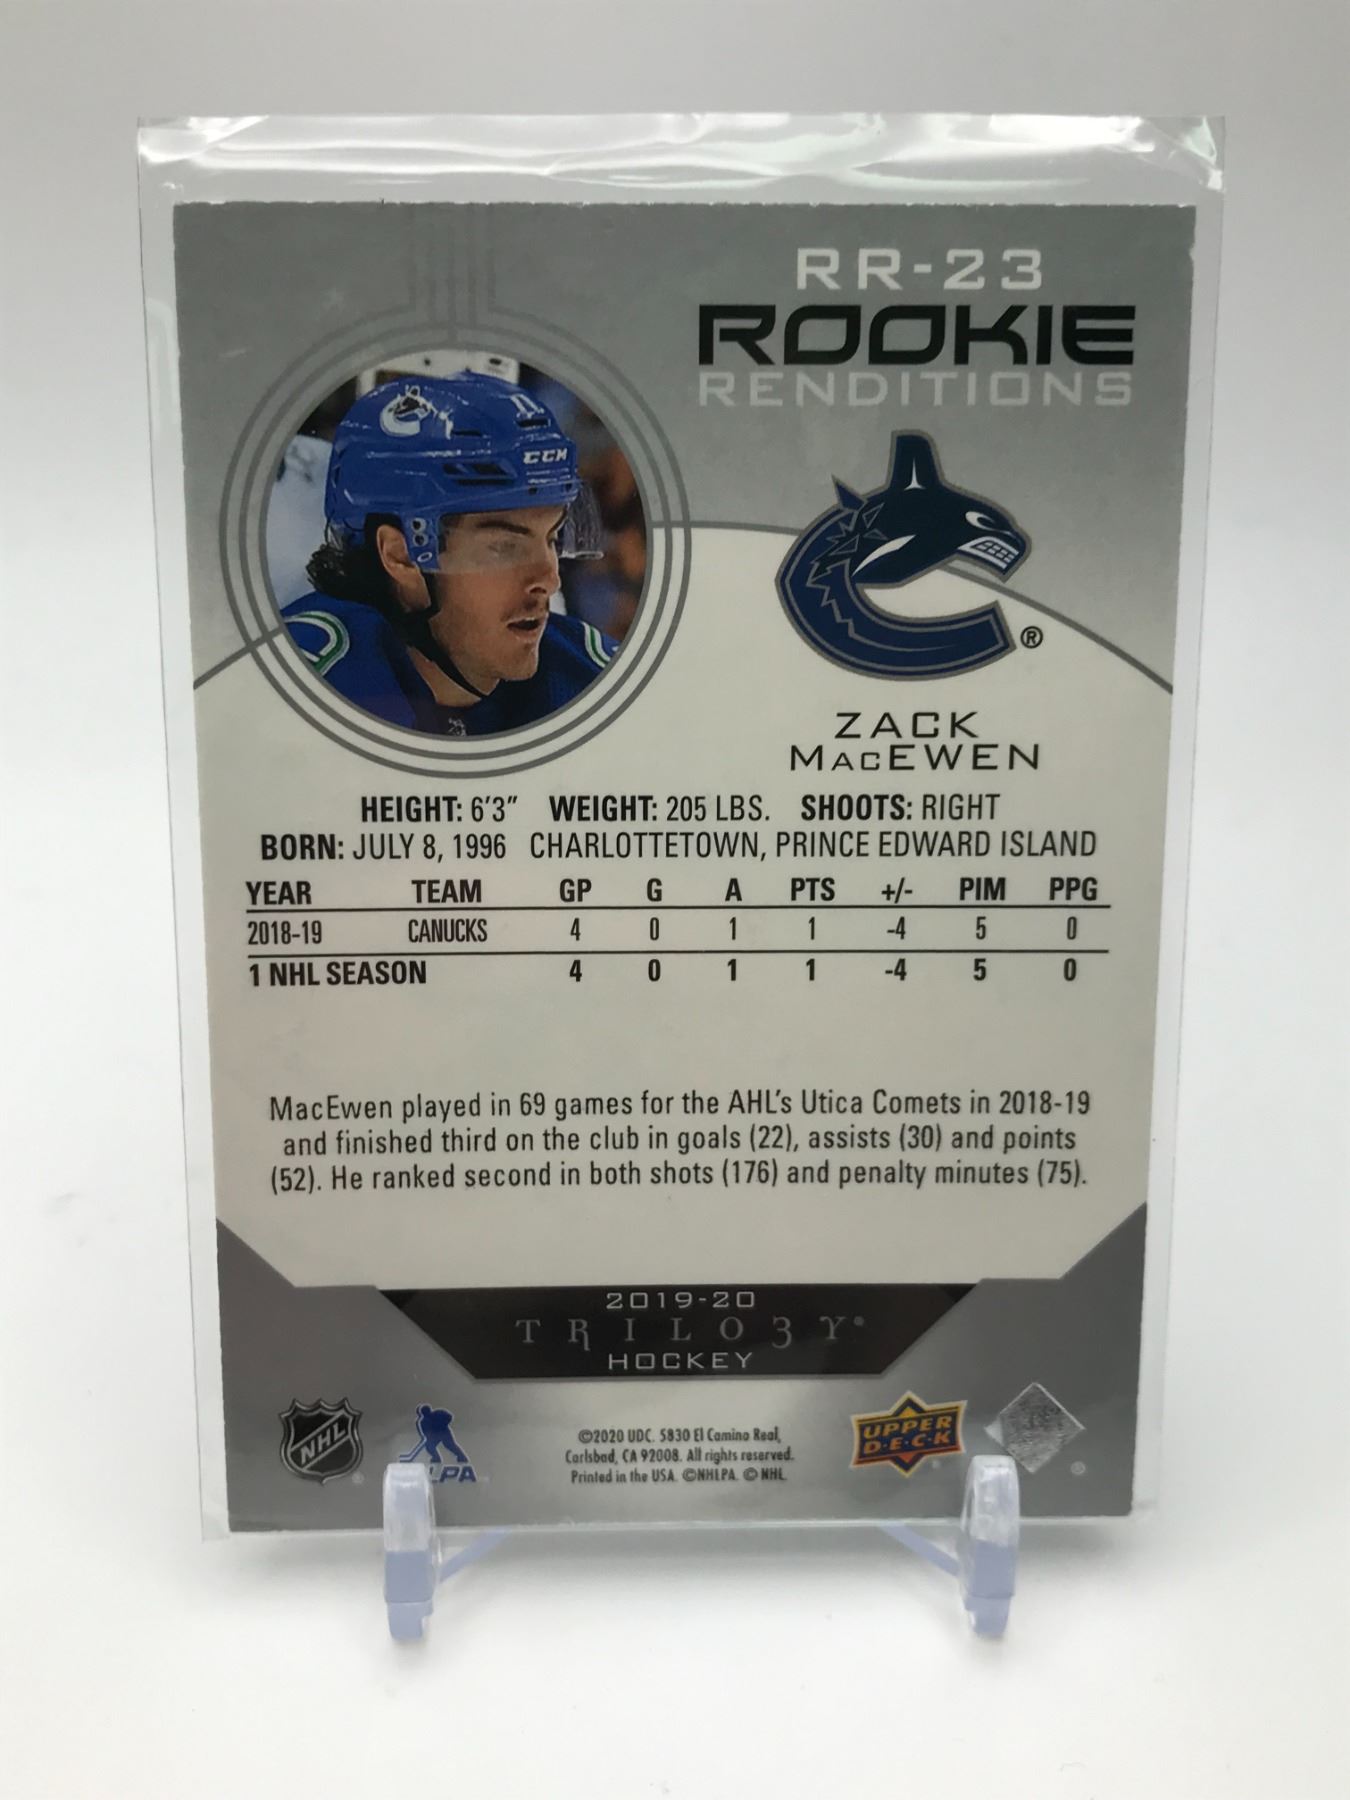 RR-23
ROOKIE
RENDITIONS
11
CCM
®
ZACK
MACEWEN
HEIGHT: 6'3" WEIGHT: 205 LBS. SHOOTS: RIGHT
BORN: JULY 8, 1996 CHARLOTTETOWN, PRINCE EDWARD ISLAND
YEAR TEAM GP G A PTS +/- PIM PPG
2018-19 CANUCKS 4 0 1 1 -4 5 0
1 NHL SEASON 4 0 1 1 -4 5 0
MacEwen played in 69 games for the AHL's Utica Comets in 2018-19
and finished third on the club in goals (22), assists (30) and points
(52). He ranked second in both shots (176) and penalty minutes (75).
2019-20
TRILO3Y®
HOCKEY
NHL ®
LPA
©2020 UDC. 5830 El Camino Real,
Carlsbad, CA 92008. All rights reserved.
Printed in the USA. ©NHLPA. © NHL.
UPPER
D·E·C·K ®
®